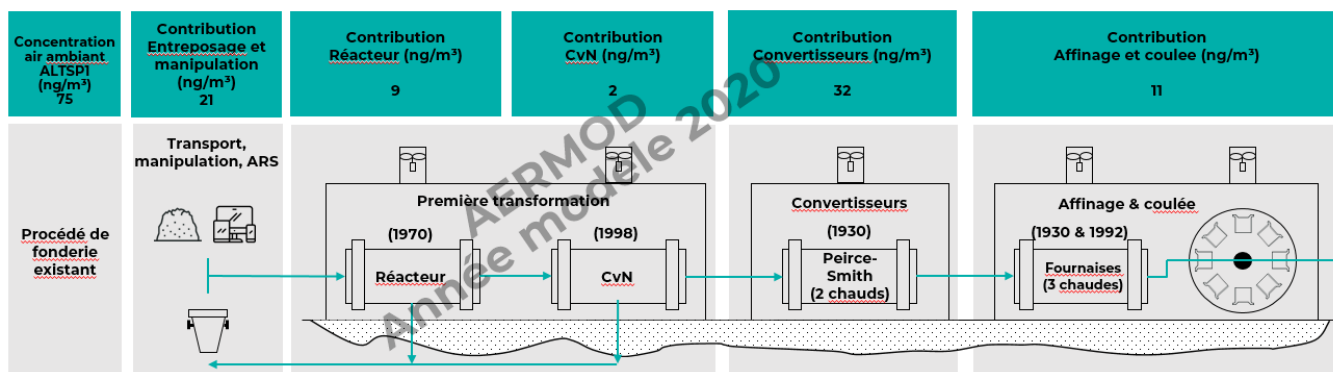 Concentration
air ambiant
ALTSP1
(ng/m³)
75
Contribution
Entreposage et
manipulation
(ng/m³)
21
Contribution
Réacteur (ng/m³)
9
Contribution
CvN (ng/m³)
2
Contribution
Convertisseurs (ng/m³)
32
Contribution
Affinage et coulee (ng/m³)
11
Procédé de
fonderie
existant
Transport,
manipulation, ARS
Première transformation
(1970)
Réacteur
(1998)
CvN
Convertisseurs
(1930)
Peirce-
Smith
(2 chauds)
Affinage & coulée
(1930 & 1992)
Fournaises
(3 chaudes)
AERMOD
Année modèle 2020